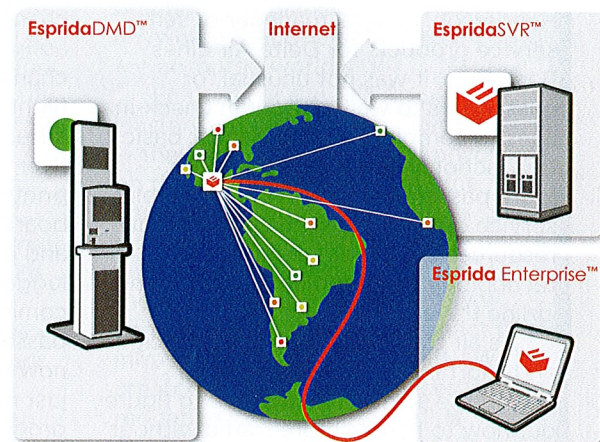 EspridaDMD™
Internet
EspridaSVR™
Esprida Enterprise™